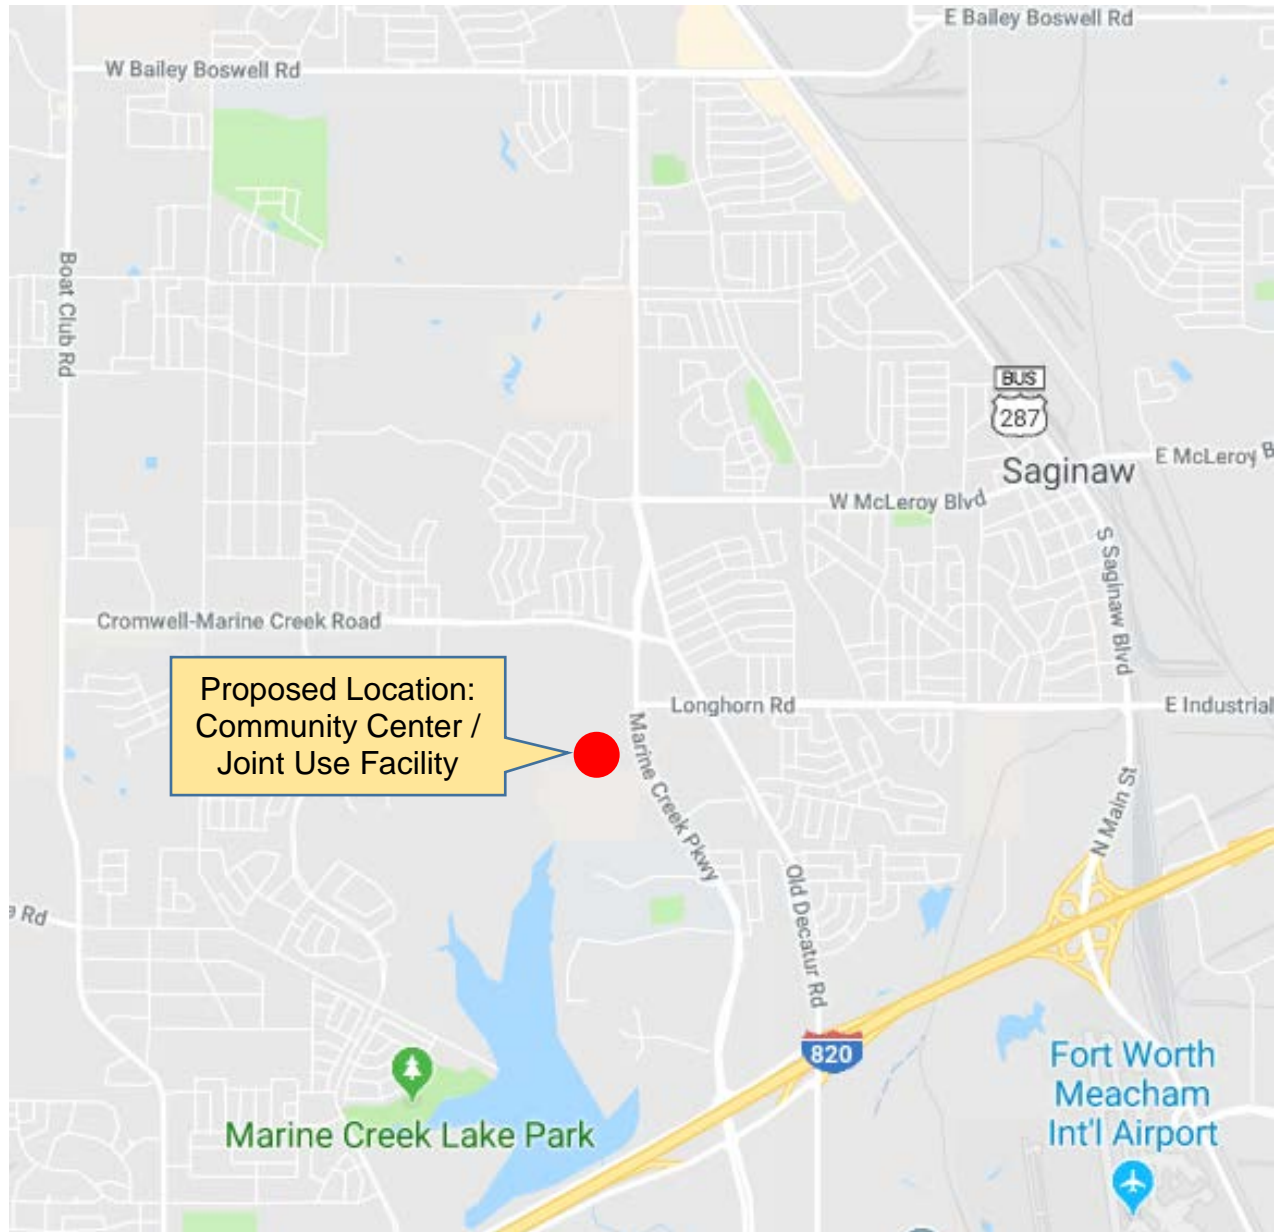 E Bailey Boswell Rd
W Bailey Boswell Rd
Boat Club Rd
BUS
287
Saginaw
E McLeroy B
W McLeroy Blvd
S Saginaw Blvd
Cromwell-Marine Creek Road
Proposed Location:
Community Center /
Joint Use Facility
Longhorn Rd
E Industrial
Marine Creek Pkwy
N Main St
Old Decatur Rd
Rd
820
Fort Worth
Meacham
Int'l Airport
Marine Creek Lake Park